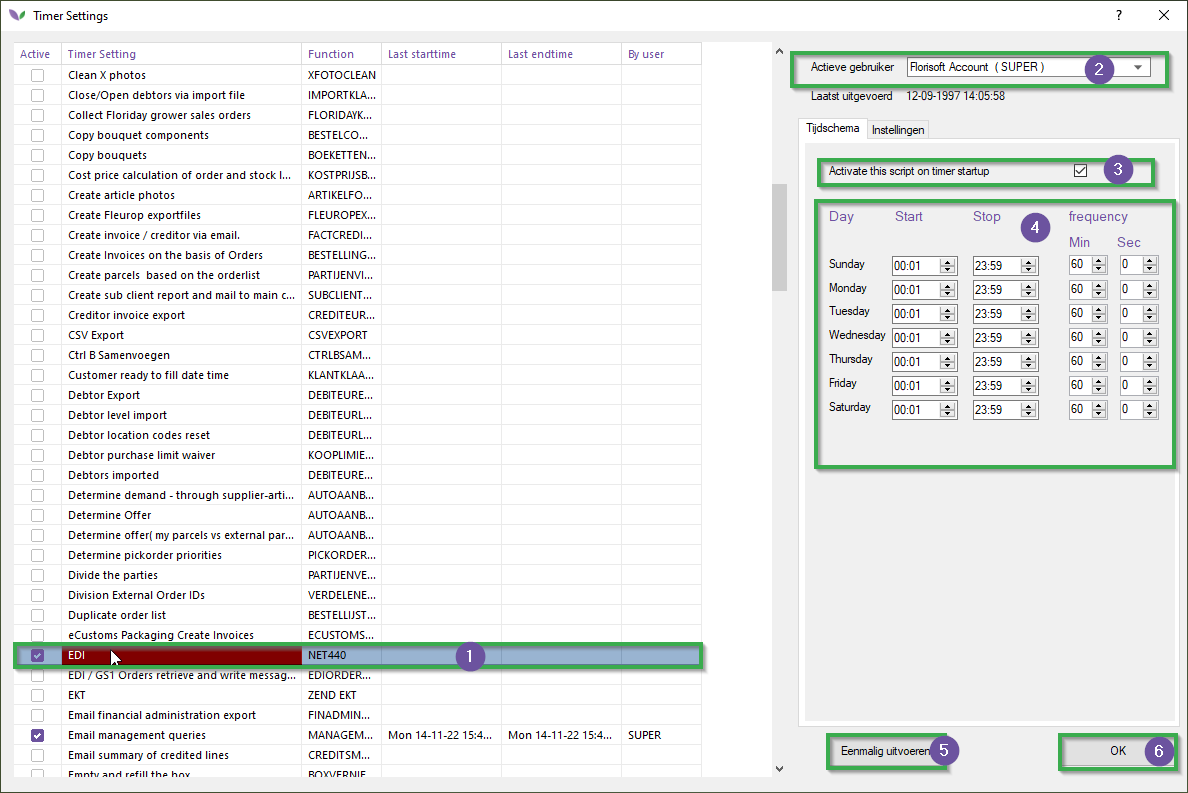 Timer Settings ?
Active Timer Setting Function Last starttime Last endtime By user
Clean X photos XFOTOCLEAN
Close/Open debtors via import file IMPORTKLA...
Collect Floriday grower sales orders FLORIDAYK...
Copy bouquet components BESTELCO...
Copy bouquets BOEKETTEN...
Cost price calculation of order and stock l... KOSTPRIJSB...
Create article photos ARTIKELFO...
Create Fleurop exportfiles FLEUROPEX...
Create invoice / creditor via email. FACTCREDI...
Create Invoices on the basis of Orders BESTELLING...
Create parcels  based on the orderlist PARTIJENVI...
Create sub client report and mail to main c... SUBCLIENT...
Creditor invoice export CREDITEUR...
CSV Export CSVEXPORT
Ctrl B Samenvoegen CTRLBSAM...
Customer ready to fill date time KLANTKLAA...
Debtor Export DEBITEURE...
Debtor level import DEBITEURL...
Debtor location codes reset DEBITEURL...
Debtor purchase limit waiver KOOPLIMIE...
Debtors imported DEBITEURE...
Determine demand - through supplier-arti... AUTOAANB...
Determine Offer AUTOAANB...
Determine offer( my parcels vs external par... AUTOAANB...
Determine pickorder priorities PICKORDER...
Divide the parties PARTIJENVE...
Division External Order IDs VERDELENE...
Duplicate order list BESTELLIJST...
eCustoms Packaging Create Invoices ECUSTOMS...
EDI NET440 1
EDI / GS1 Orders retrieve and write messag... EDIORDER...
EKT ZEND EKT
Email financial administration export FINADMIN...
Email management queries MANAGEM... Mon 14-11-22 15:4... Mon 14-11-22 15:4... SUPER
Email summary of credited lines CREDITSM...
Empty and refill the box BOXVERNIE...
Actieve gebruiker Florisoft Account ( SUPER ) 2
Laatst uitgevoerd 12-09-1997 14:05:58
Tijdschema Instellingen
Activate this script on timer startup 3
Day Start Stop 4 frequency
Min Sec
Sunday 00:01 23:59 60 0
Monday 00:01 23:59 60 0
Tuesday 00:01 23:59 60 0
Wednesday 00:01 23:59 60 0
Thursday 00:01 23:59 60 0
Friday 00:01 23:59 60 0
Saturday 00:01 23:59 60 0
Eenmalig uitvoeren 5 OK 6